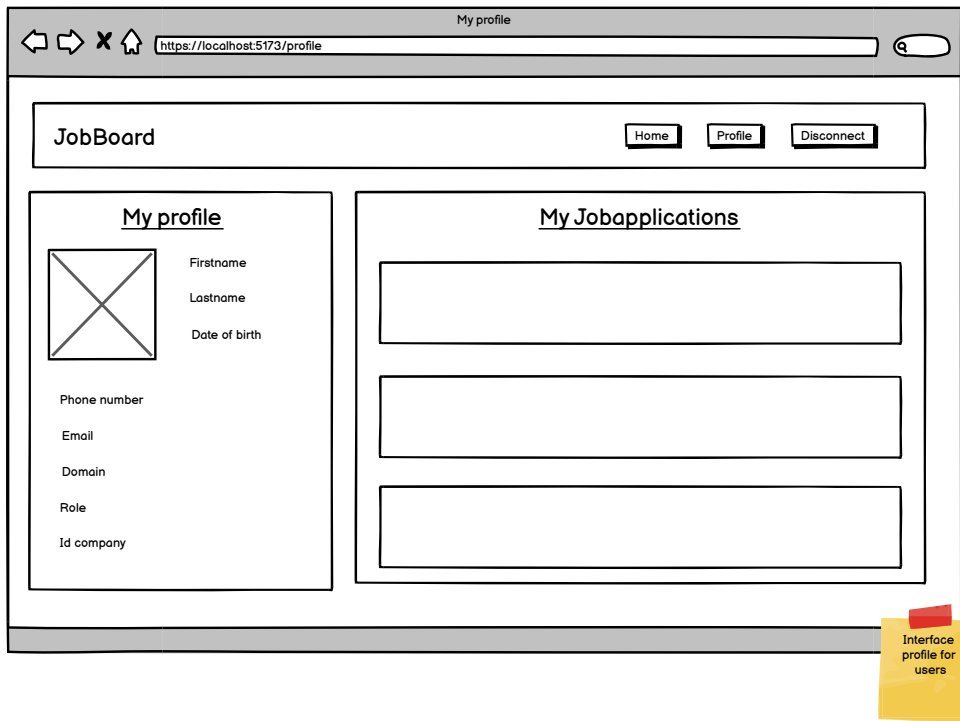 My profile
https://localhost:5173/profile
JobBoard
Home
Profile
Disconnect
My profile
Firstname
Lastname
Date of birth
Phone number
Email
Domain
Role
Id company
My Jobapplications
Interface
profile for
users